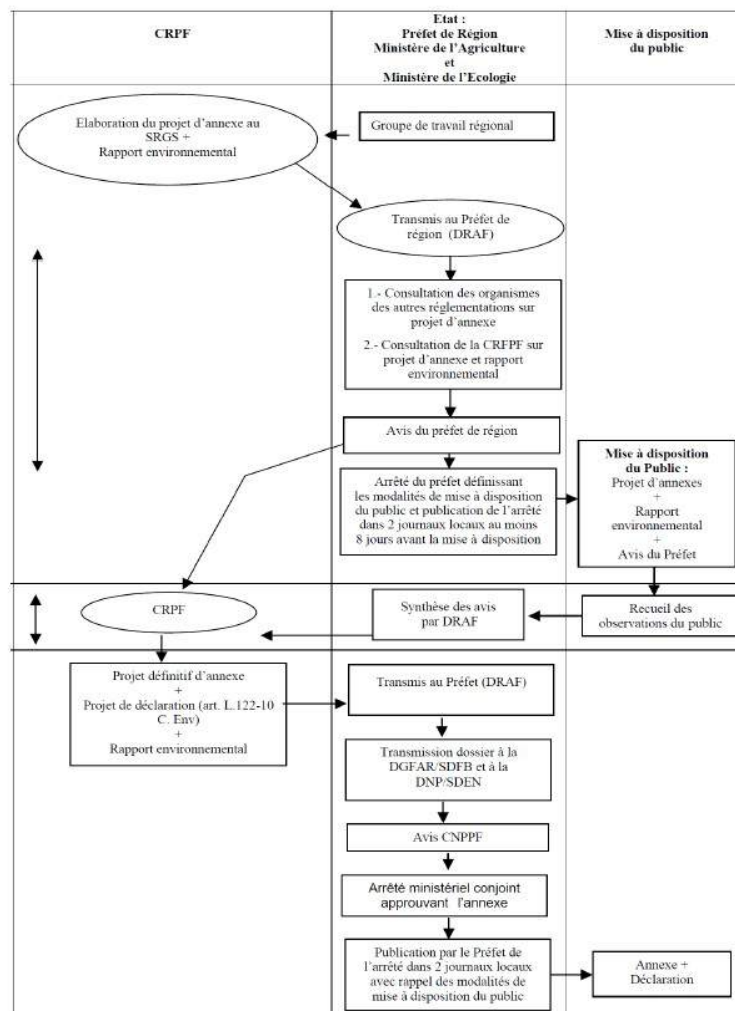 CRPF
Etat :
Préfet de Région
Ministère de l'Agriculture
et
Ministère de l'Ecologie
Mise à disposition
du public
Elaboration du projet d'annexe au
SRGS +
Rapport environnemental
Groupe de travail régional
Transmis au Préfet de
région (DRAF)
1.- Consultation des organismes
des autres réglementations sur
projet d'annexe
2.- Consultation de la CRFPF sur
projet d'annexe et rapport
environnemental
Avis du préfet de région
Arrêté du préfet définissant
les modalités de mise à disposition
du public et publication de l'arrêté
dans 2 journaux locaux au moins
8 jours avant la mise à disposition
Mise à disposition
du Public :
Projet d'annexes
+
Rapport
environnemental
+
Avis du Préfet
CRPF
Synthèse des avis
par DRAF
Recueil des
observations du public
Projet définitif d'annexe
+
Projet de déclaration (art. L.122-10
C. Env)
+
Rapport environnemental
Transmis au Préfet (DRAF)
Transmission dossier à la
DGFAR/SDFB et à la
DNP/SDEN
Avis CNPPF
Arrêté ministériel conjoint
approuvant l'annexe
Publication par le Préfet de
l'arrêté dans 2 journaux locaux
avec rappel des modalités de
mise à disposition du public
Annexe +
Déclaration